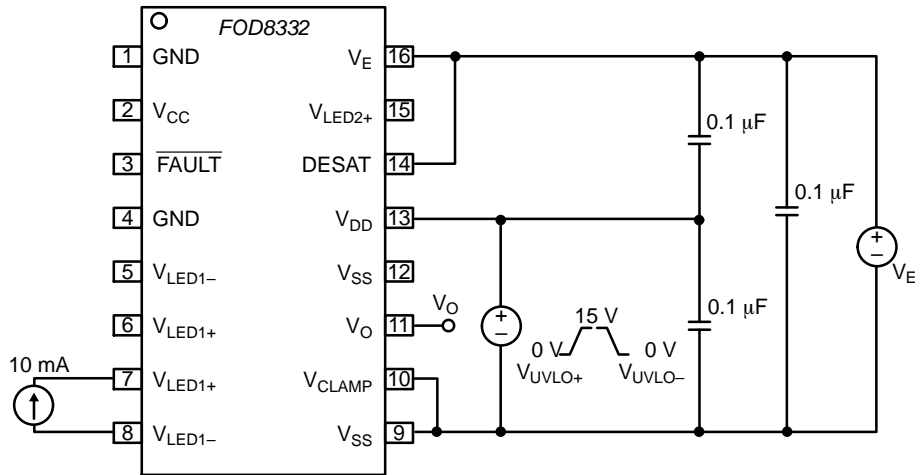 FOD8332
1 GND
2 VCC
3 FAULT
4 GND
5 VLED1–
6 VLED1+
7 VLED1+
8 VLED1–
10 mA
VE 16
VLED2+ 15
DESAT 14
VDD 13
VSS 12
VO 11
VCLAMP 10
VSS 9
VO
+
–
15 V
0 V
0 V
VUVLO+
VUVLO–
0.1 μF
0.1 μF
0.1 μF
+
–
VE